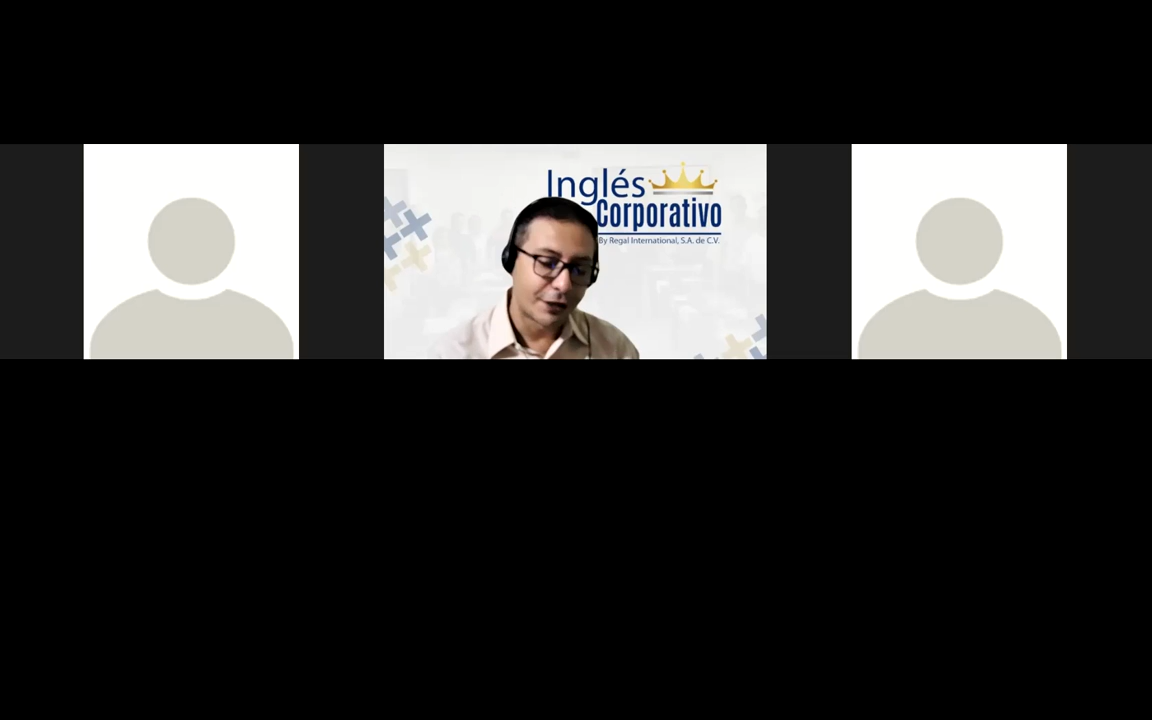 Inglés
Corporativo
By Regal International, S.A. de C.V.